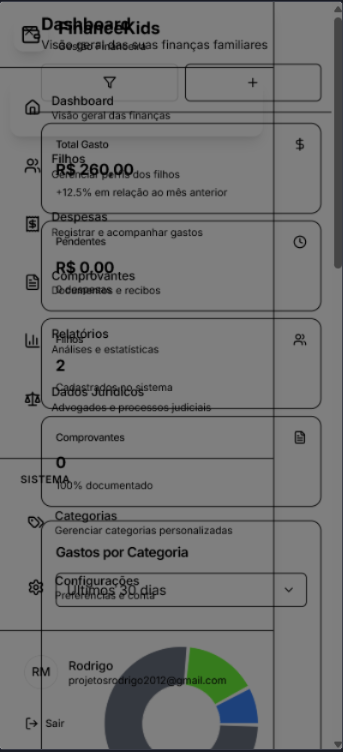 Dashboard
FinanceKids
Visão geral das suas finanças familiares
Gestão Financeira
Dashboard
Visão geral das finanças
Total Gasto
Filhos
R$ 260,00
Gerenciar perfis dos filhos
+12.5% em relação ao mês anterior
Despesas
Registrar e acompanhar gastos
Pendentes
R$ 0,00
Comprovantes
Documentos e recibos
0 despesas
Relatórios
Filhos
Análises e estatísticas
2
Cadastrados no sistema
Dados Jurídicos
Advogados e processos judiciais
Comprovantes
0
SISTEMA
100% documentado
Categorias
Gerenciar categorias personalizadas
Gastos por Categoria
Configurações
Últimos 30 dias
Preferências e conta
RM
Rodrigo
projetosrodrigo2012@gmail.com
Sair